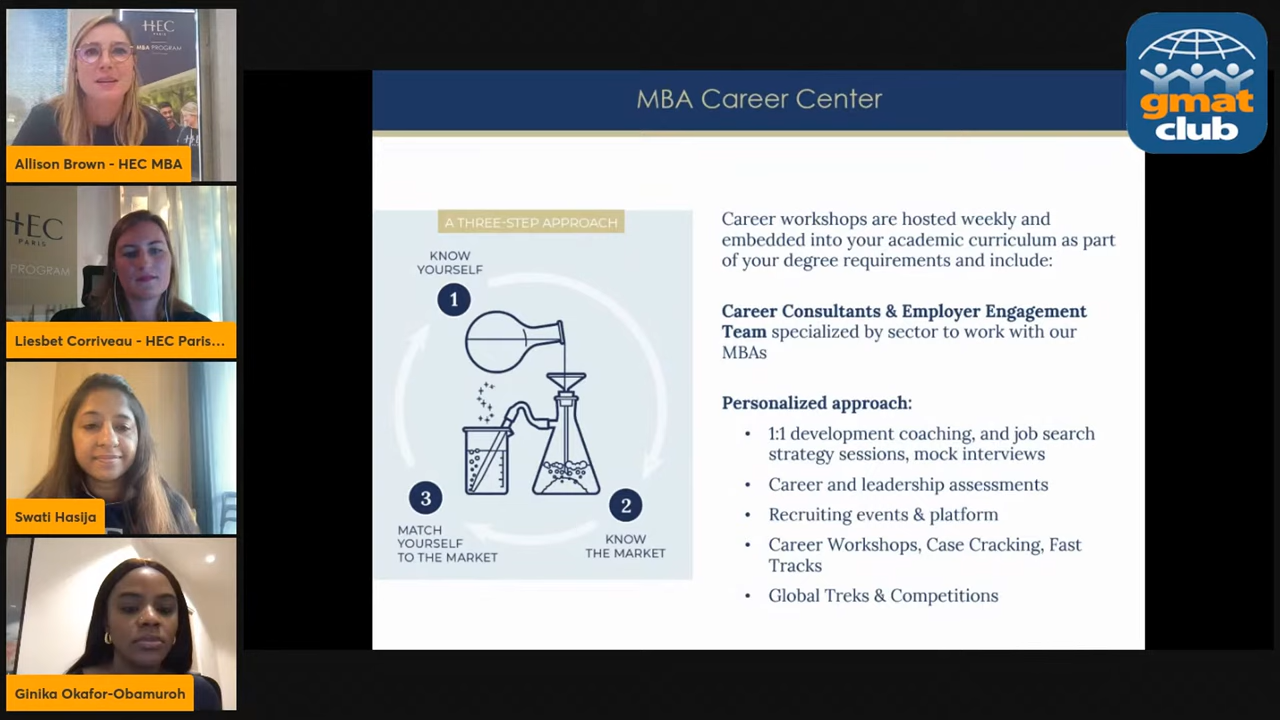 HEC
PARIS
MBA PROGRAM
HEC
Allison Brown - HEC MBA
HEC
PARIS
PROGRAM
Liesbet Corriveau - HEC Paris...
Swati Hasija
Ginika Okafor-Obamuroh
MBA Career Center
gmat
club
A THREE-STEP APPROACH
KNOW
YOURSELF
1
3
MATCH
YOURSELF
TO THE MARKET
2
KNOW
THE MARKET
Career workshops are hosted weekly and
embedded into your academic curriculum as part
of your degree requirements and include:
Career Consultants & Employer Engagement
Team specialized by sector to work with our
MBAs
Personalized approach:
• 1:1 development coaching, and job search
strategy sessions, mock interviews
• Career and leadership assessments
• Recruiting events & platform
• Career Workshops, Case Cracking, Fast
Tracks
• Global Treks & Competitions